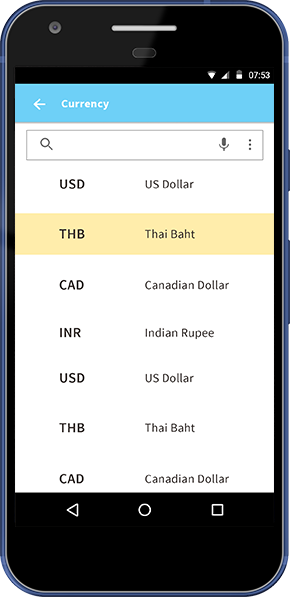 07:53
Currency
USD US Dollar
THB Thai Baht
CAD Canadian Dollar
INR Indian Rupee
USD US Dollar
THB Thai Baht
CAD Canadian Dollar